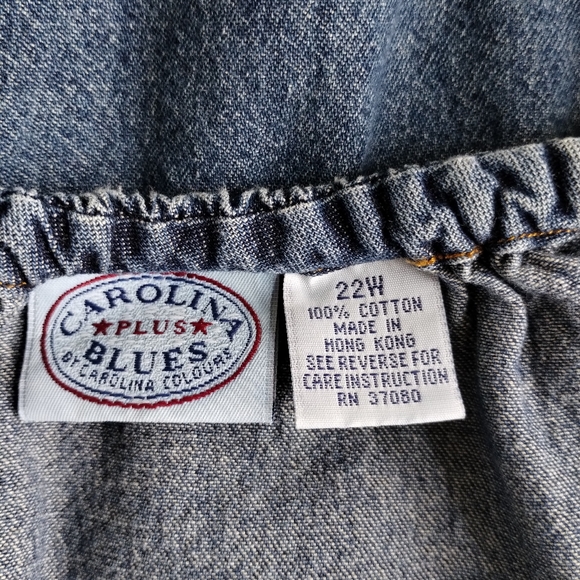 CAROLINA
★PLUS★
BLUES
BY CAROLINA COLOURS
22W
100% COTTON
MADE IN
HONG KONG
SEE REVERSE FOR
CARE INSTRUCTION
RN 37080